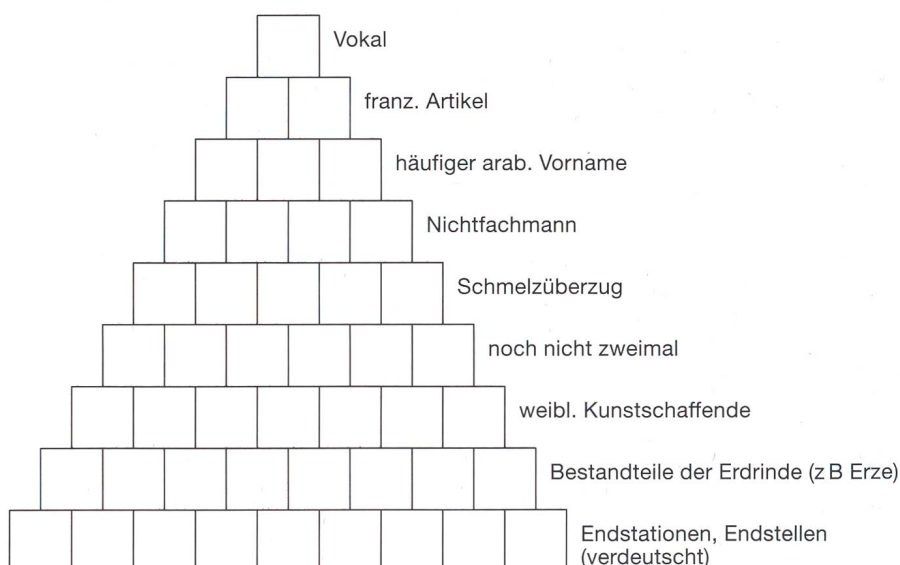 Vokal
franz. Artikel
häufiger arab. Vorname
Nichtfachmann
Schmelzüberzug
noch nicht zweimal
weibl. Kunstschaffende
Bestandteile der Erdrinde (z B Erze)
Endstationen, Endstellen
(verdeutscht)